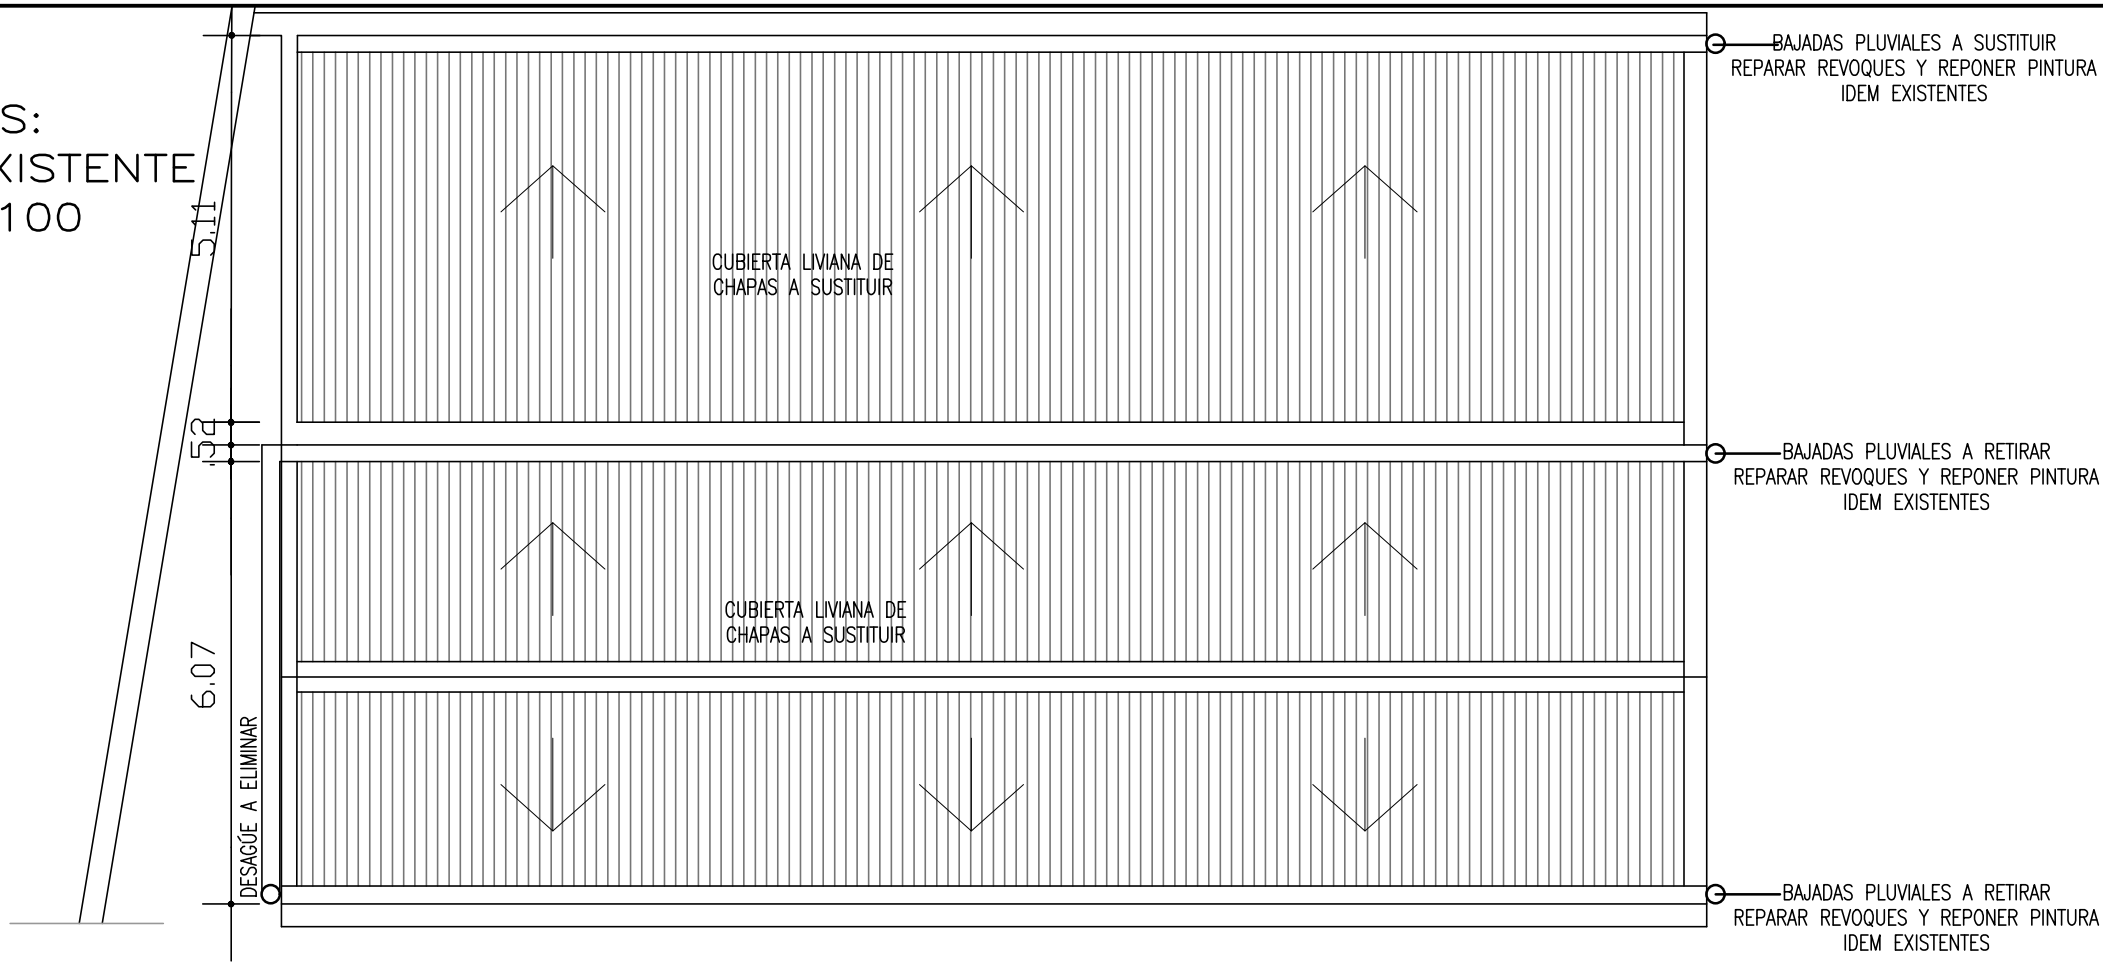 S:
XISTENTE
100
5.11
.52
6.07
DESAGÜE A ELIMINAR
CUBIERTA LIVIANA DE
CHAPAS A SUSTITUIR
CUBIERTA LIVIANA DE
CHAPAS A SUSTITUIR
BAJADAS PLUVIALES A SUSTITUIR
REPARAR REVOQUES Y REPONER PINTURA
IDEM EXISTENTES
BAJADAS PLUVIALES A RETIRAR
REPARAR REVOQUES Y REPONER PINTURA
IDEM EXISTENTES
BAJADAS PLUVIALES A RETIRAR
REPARAR REVOQUES Y REPONER PINTURA
IDEM EXISTENTES